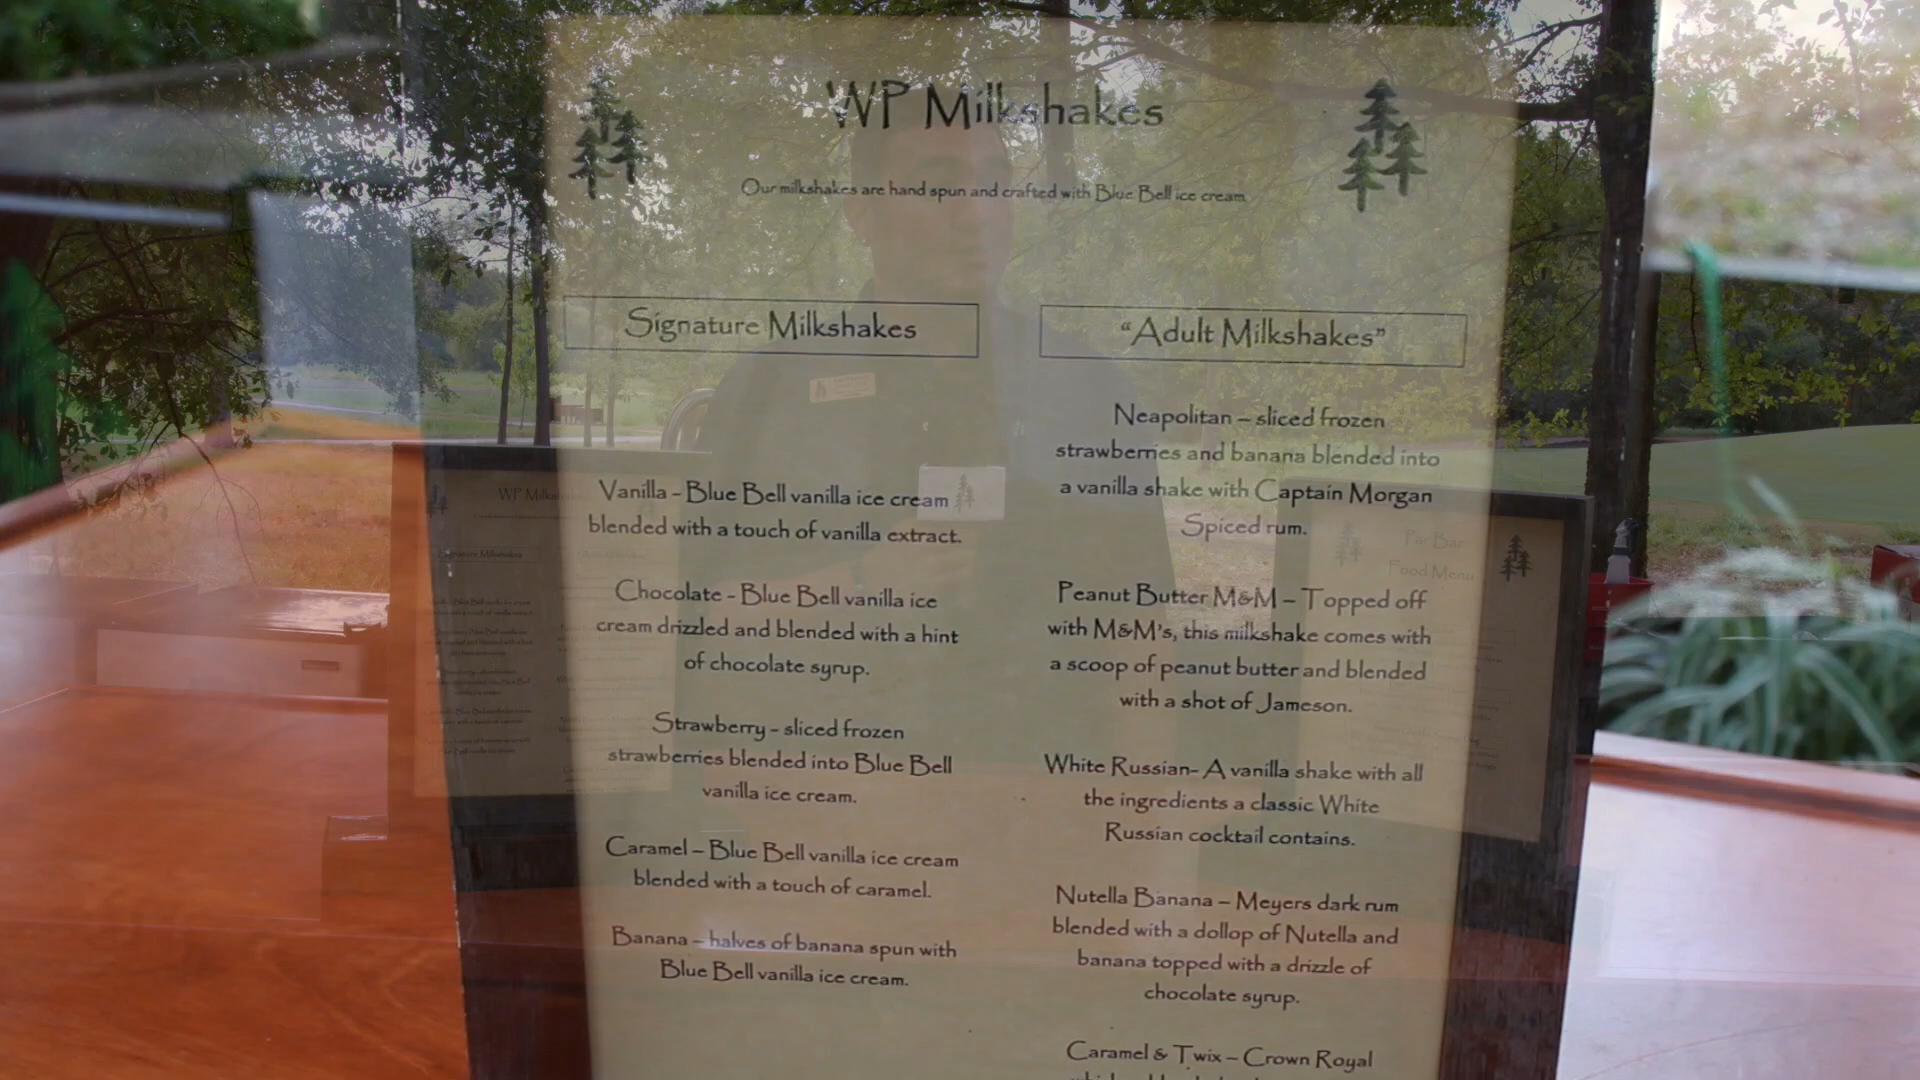 WP Milkshakes
Our milkshakes are hand spun and crafted with Blue Bell ice cream
Signature Milkshakes
Vanilla - Blue Bell vanilla ice cream
blended with a touch of vanilla extract.
Chocolate - Blue Bell vanilla ice
cream drizzled and blended with a hint
of chocolate syrup.
Strawberry - sliced frozen
strawberries blended into Blue Bell
vanilla ice cream.
Caramel – Blue Bell vanilla ice cream
blended with a touch of caramel.
Banana – halves of banana spun with
Blue Bell vanilla ice cream.
"Adult Milkshakes"
Neapolitan – sliced frozen
strawberries and banana blended into
a vanilla shake with Captain Morgan
Spiced rum.
Peanut Butter M&M – Topped off
with M&M's, this milkshake comes with
a scoop of peanut butter and blended
with a shot of Jameson.
White Russian- A vanilla shake with all
the ingredients a classic White
Russian cocktail contains.
Nutella Banana – Meyers dark rum
blended with a dollop of Nutella and
banana topped with a drizzle of
chocolate syrup.
Caramel & Twix – Crown Royal
Par Bar
Food Menu
Signature Milkshakes